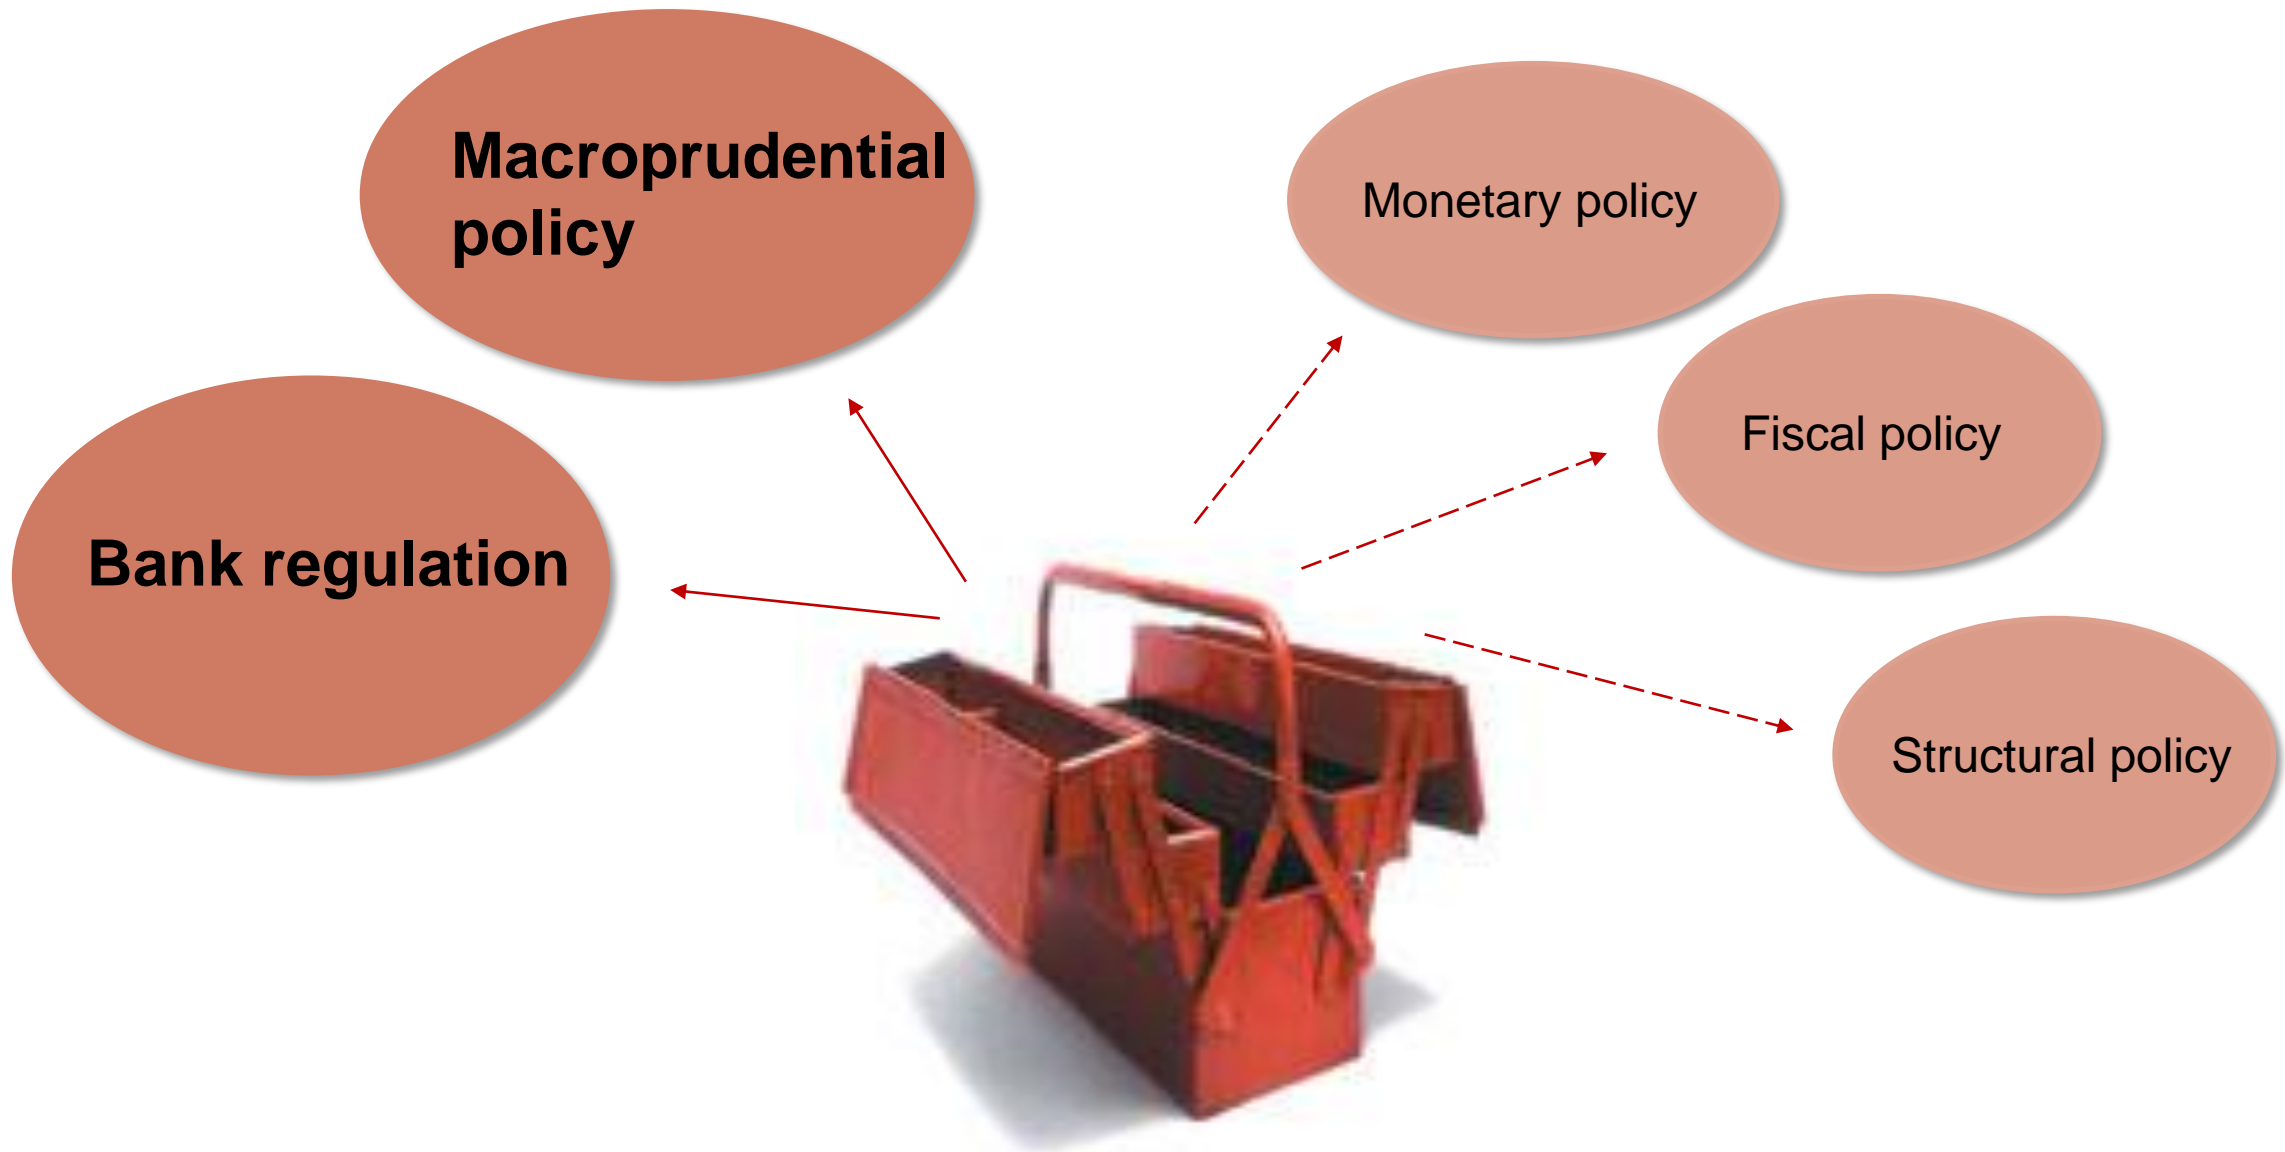 Macroprudential
policy
Monetary policy
Fiscal policy
Bank regulation
Structural policy